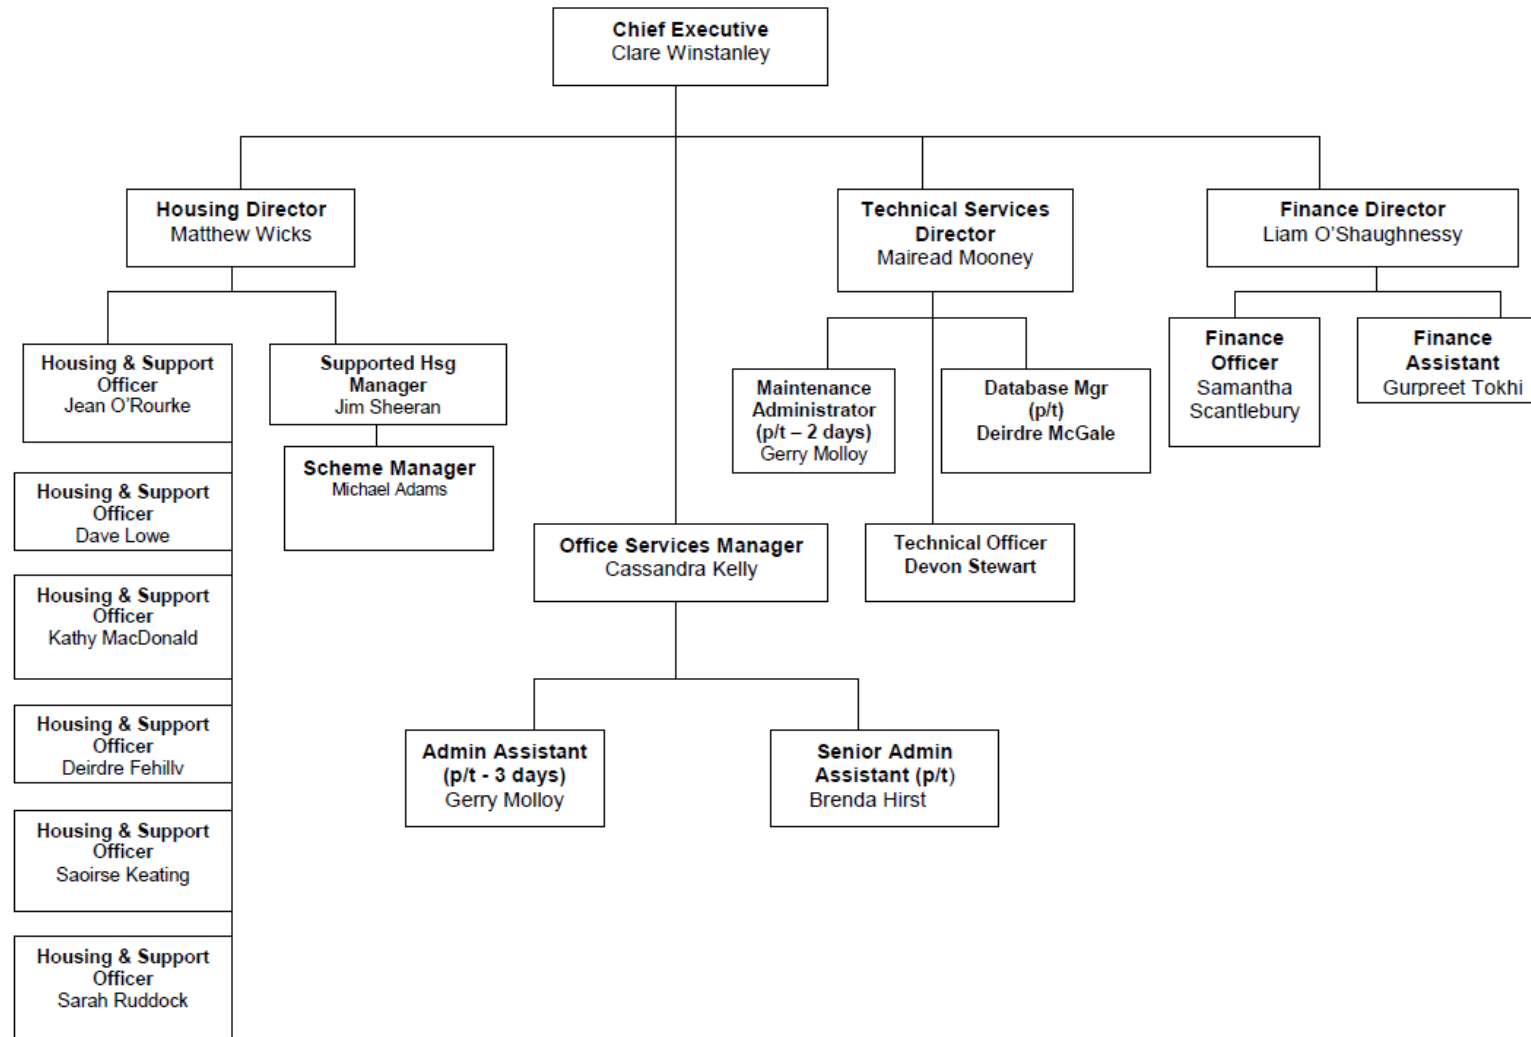 Chief Executive
Clare Winstanley
Housing Director
Matthew Wicks
Technical Services
Director
Mairead Mooney
Finance Director
Liam O'Shaughnessy
Housing & Support
Officer
Jean O'Rourke
Supported Hsg
Manager
Jim Sheeran
Scheme Manager
Michael Adams
Housing & Support
Officer
Dave Lowe
Housing & Support
Officer
Kathy MacDonald
Housing & Support
Officer
Deirdre Fehilly
Housing & Support
Officer
Saoirse Keating
Housing & Support
Officer
Sarah Ruddock
Office Services Manager
Cassandra Kelly
Admin Assistant
(p/t - 3 days)
Gerry Molloy
Senior Admin
Assistant (p/t)
Brenda Hirst
Maintenance
Administrator
(p/t – 2 days)
Gerry Molloy
Database Mgr
(p/t)
Deirdre McGale
Technical Officer
Devon Stewart
Finance
Officer
Samantha
Scantlebury
Finance
Assistant
Gurpreet Tokhi